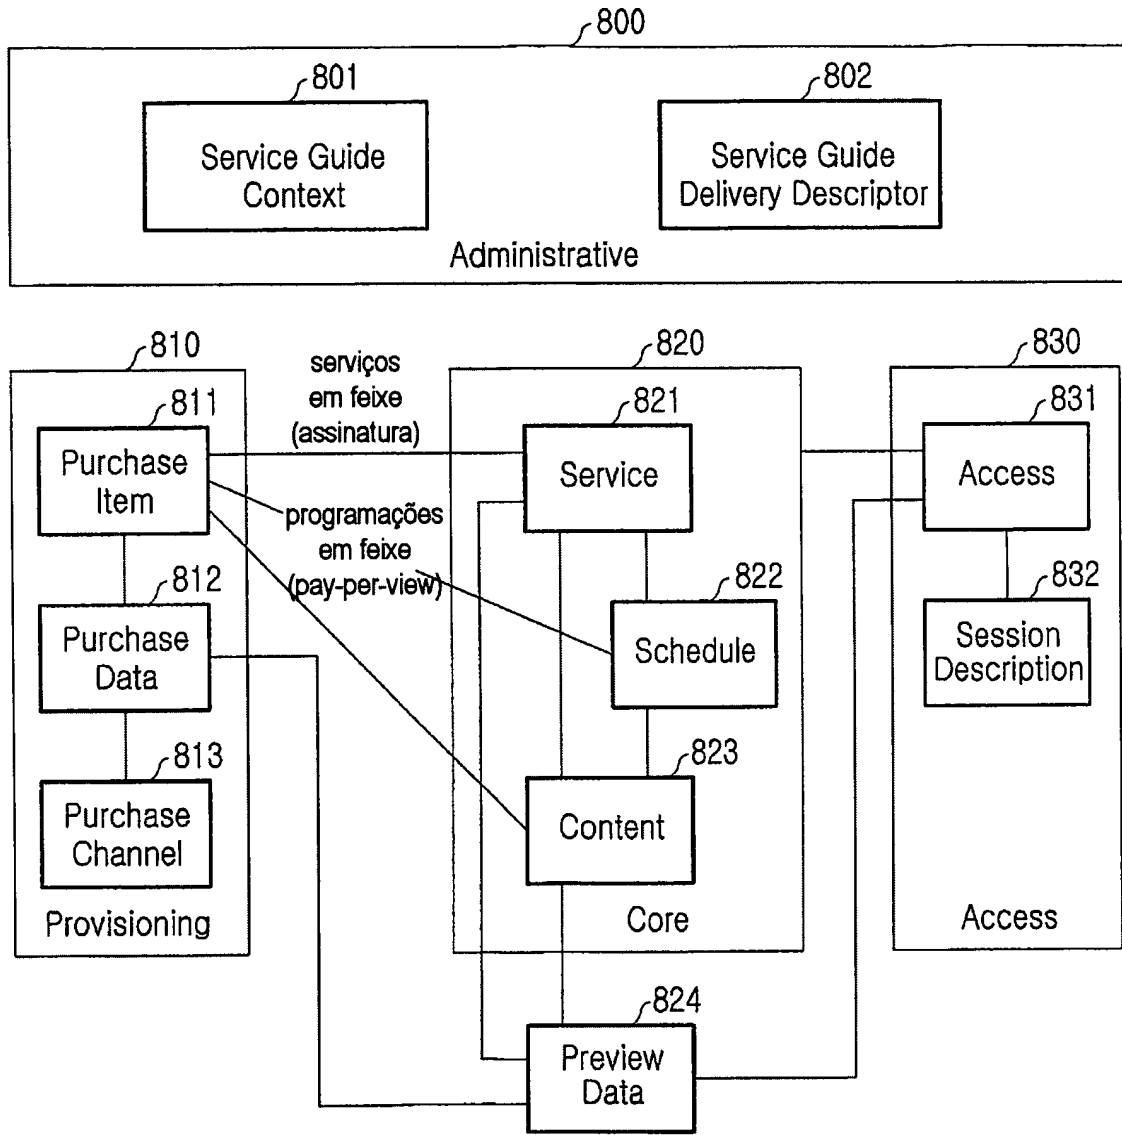 800
801
Service Guide
Context
802
Service Guide
Delivery Descriptor
Administrative
810
811
Purchase
Item
812
Purchase
Data
813
Purchase
Channel
Provisioning
serviços
em feixe
(assinatura)
programações
em feixe
(pay-per-view)
820
821
Service
822
Schedule
823
Content
Core
824
Preview
Data
830
831
Access
832
Session
Description
Access